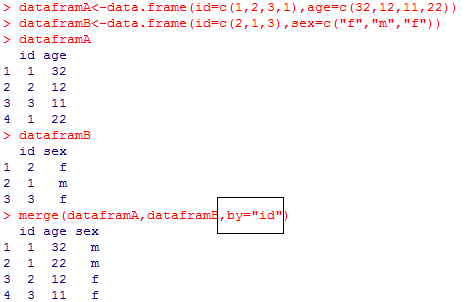 > dataframA<-data.frame(id=c(1,2,3,1),age=c(32,12,11,22))
> dataframB<-data.frame(id=c(2,1,3),sex=c("f","m","f"))
> dataframA
  id age
1  1  32
2  2  12
3  3  11
4  1  22
> dataframB
  id sex
1  2   f
2  1   m
3  3   f
> merge(dataframA,dataframB,by="id")
  id age sex
1  1  32   m
2  1  22   m
3  2  12   f
4  3  11   f